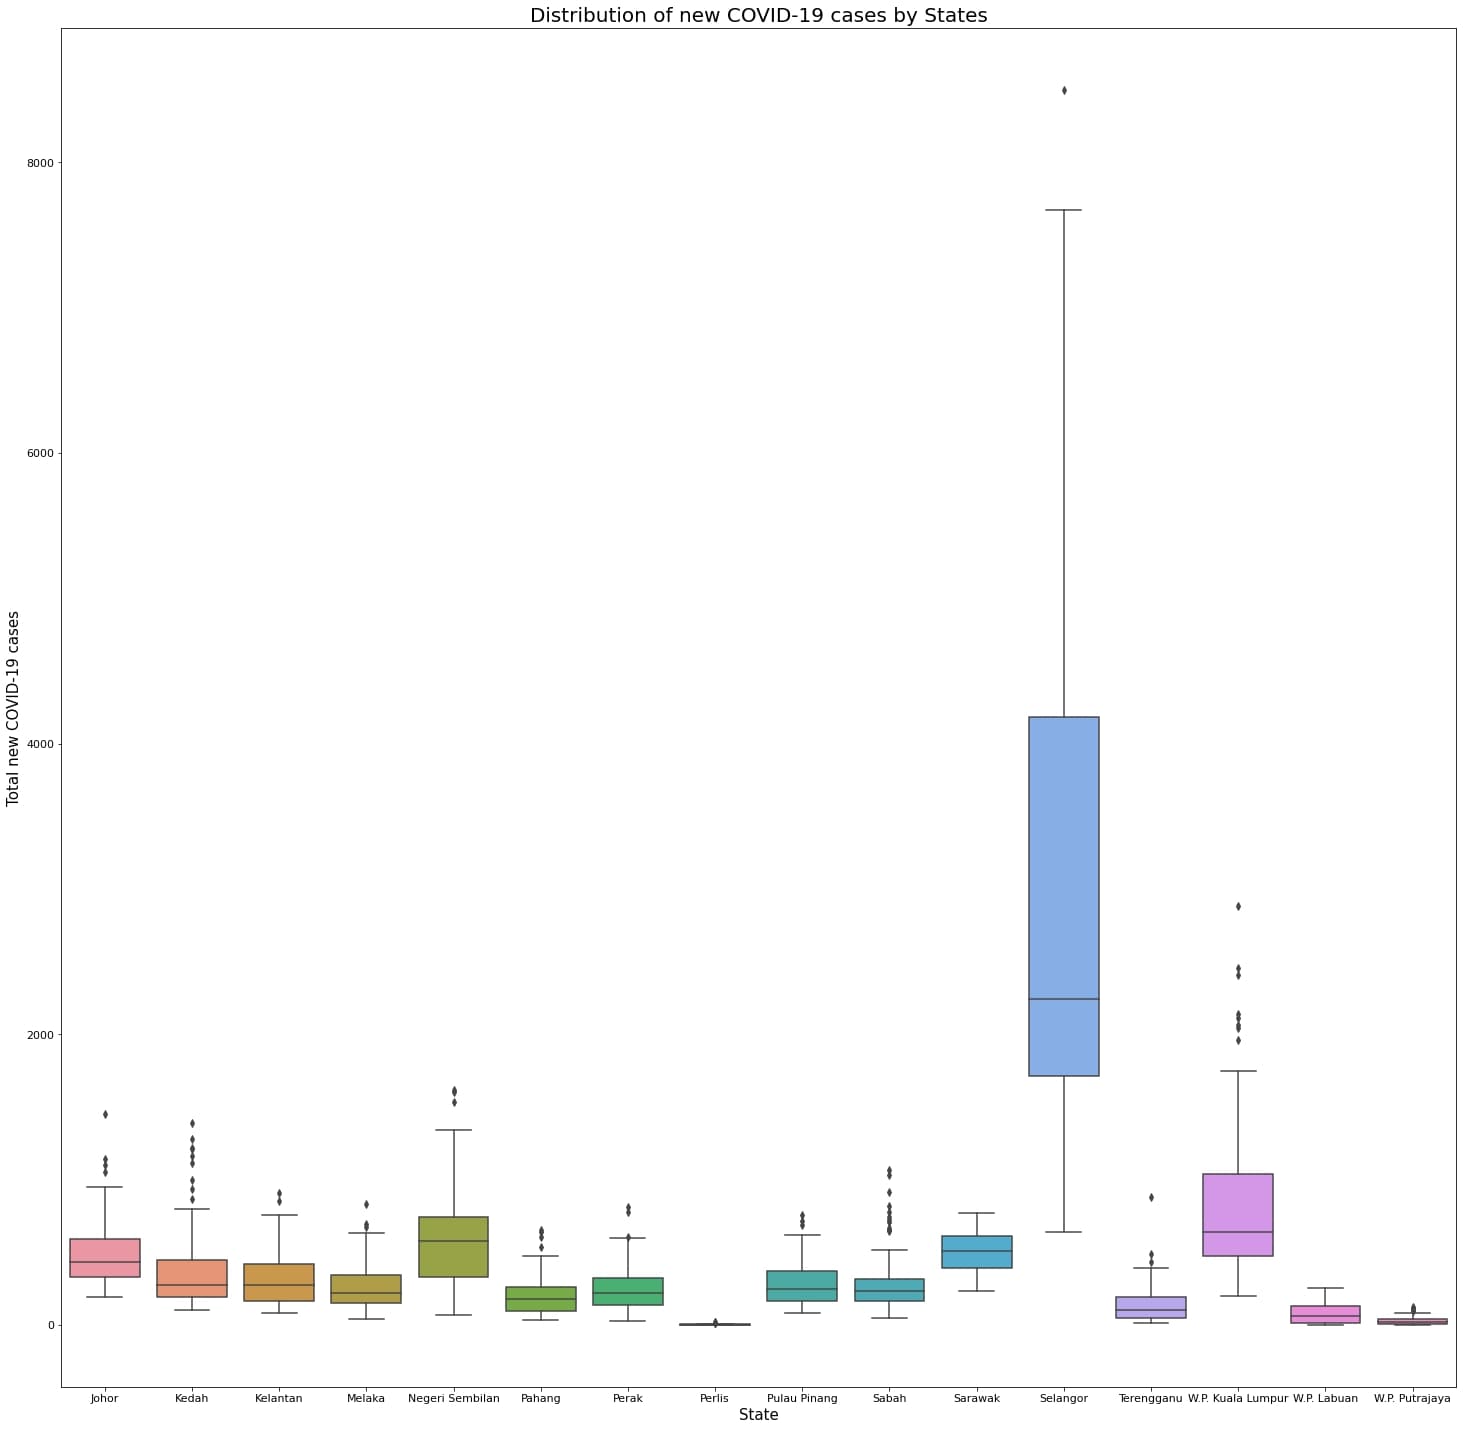 Distribution of new COVID-19 cases by States
8000
6000
4000
2000
0
Total new COVID-19 cases
Johor Kedah Kelantan Melaka Negeri Sembilan Pahang Perak Perlis Pulau Pinang Sabah Sarawak Selangor Terengganu W.P. Kuala Lumpur W.P. Labuan W.P. Putrajaya
State